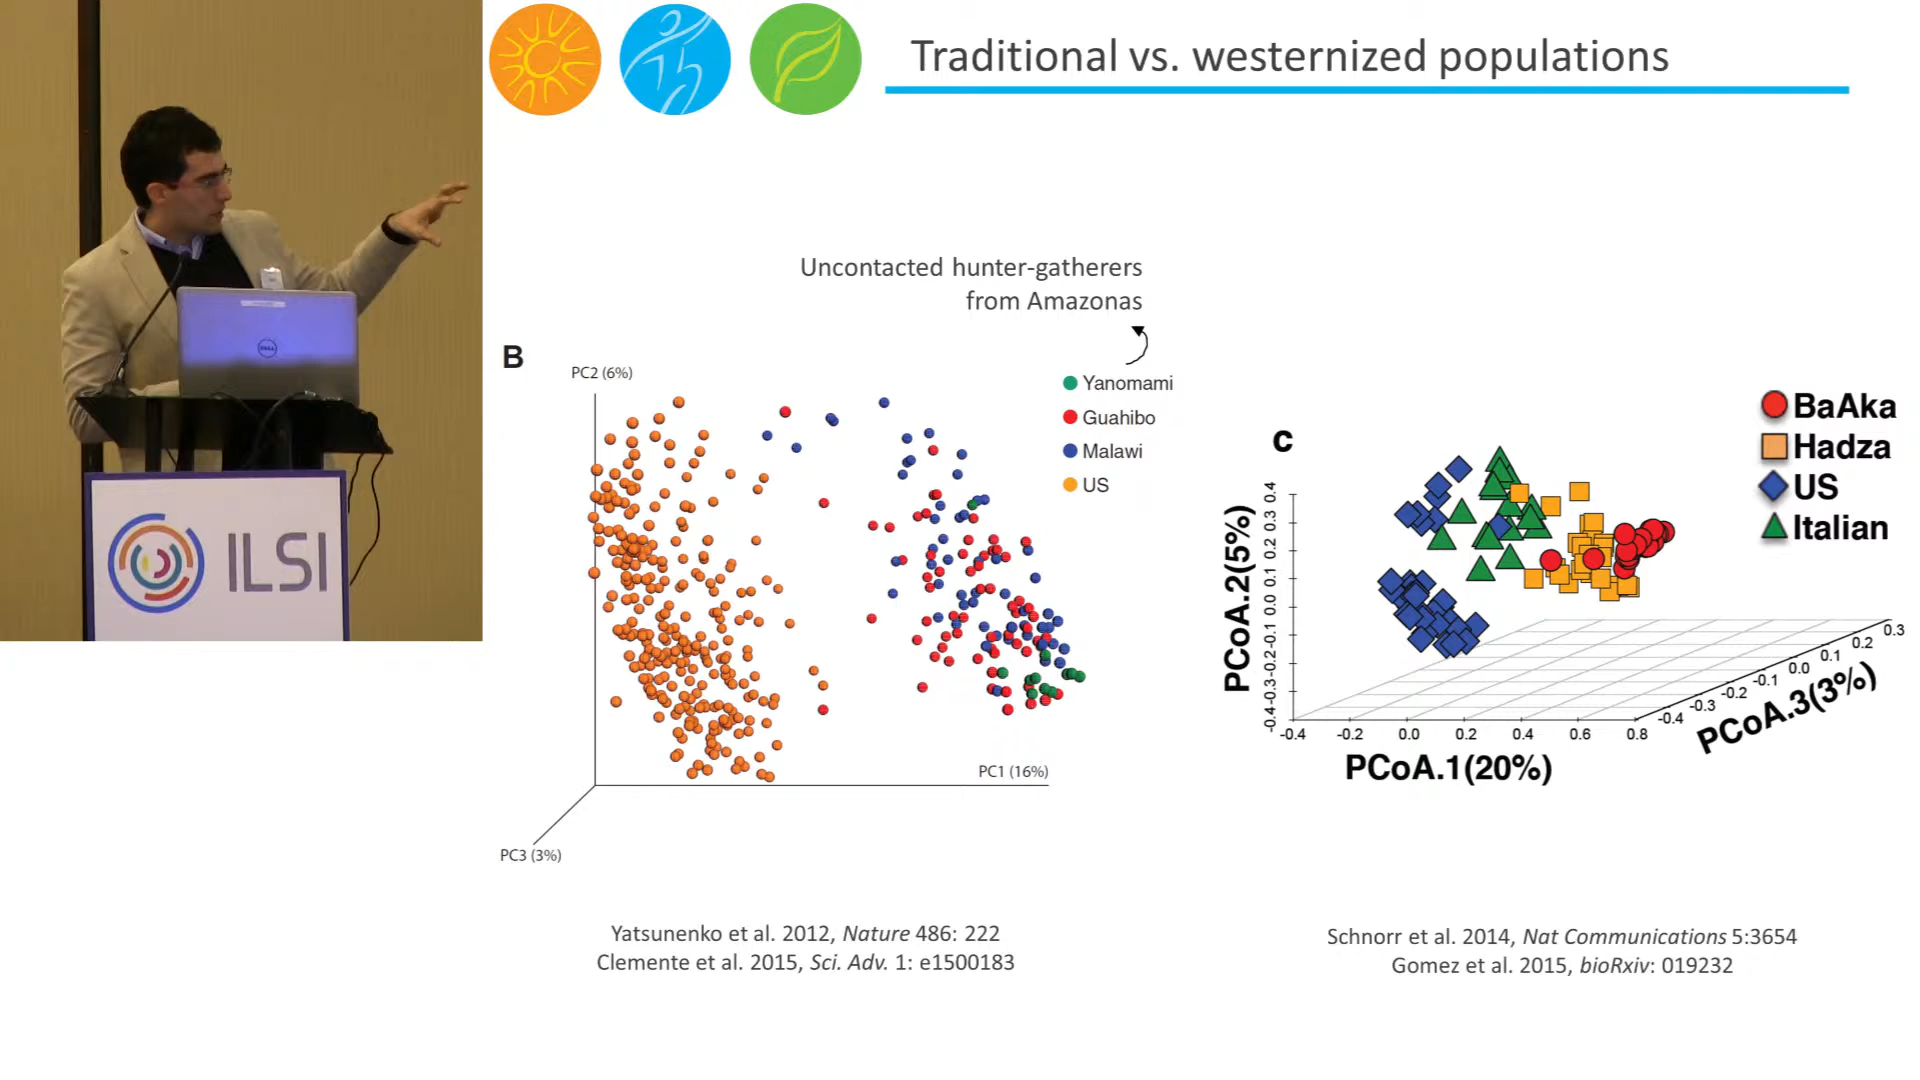 Traditional vs. westernized populations
Uncontacted hunter-gatherers
from Amazonas
B
PC2 (6%)
Yanomami
Guahibo
Malawi
US
PC1 (16%)
PC3 (3%)
Yatsunenko et al. 2012, Nature 486: 222
Clemente et al. 2015, Sci. Adv. 1: e1500183
c
BaAka
Hadza
US
Italian
PCoA.2(5%)
-0.4 -0.3 -0.2 -0.1 0.0 0.1 0.2 0.3 0.4
-0.4 -0.2 0.0 0.2 0.4 0.6 0.8
PCoA.1(20%)
-0.4 -0.3 -0.2 -0.1 0.0 0.1 0.2 0.3
PCoA.3(3%)
Schnorr et al. 2014, Nat Communications 5:3654
Gomez et al. 2015, bioRxiv: 019232
DELL
ILSI